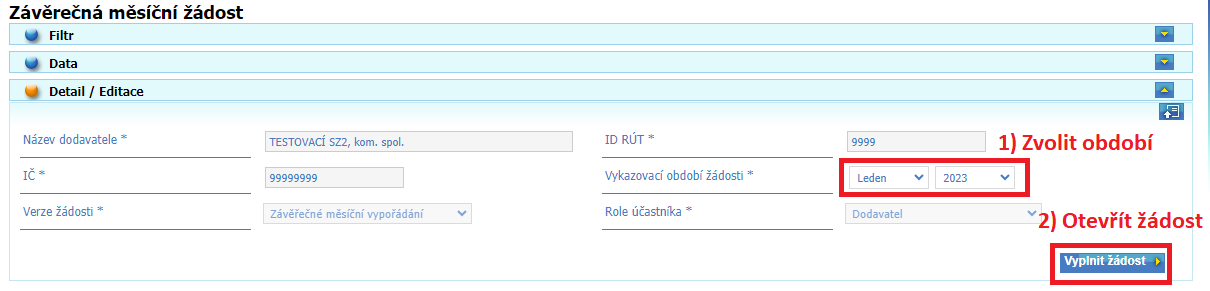 Závěrečná měsíční žádost
Filtr
Data
Detail / Editace
Název dodavatele * TESTOVACÍ SZ2, kom. spol. ID RÚT * 9999 1) Zvolit období
IČ * 99999999 Vykazovací období žádosti * Leden 2023
Verze žádosti * Závěřečné měsíční vypořádání Role účastníka * Dodavatel
2) Otevřít žádost
Vyplnit žádost